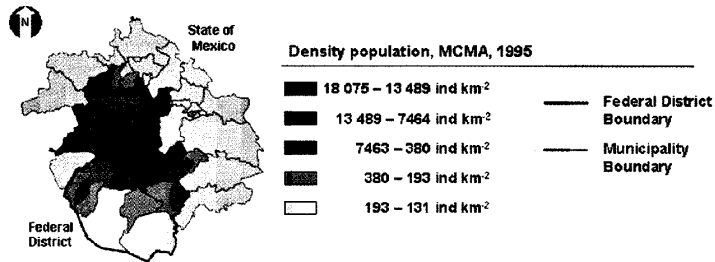 N
State of
Mexico
Federal
District
Density population, MCMA, 1995
18 075 – 13 489 ind km-2
13 489 – 7464 ind km-2
7463 – 380 ind km-2
380 – 193 ind km-2
193 – 131 ind km-2
Federal District
Boundary
Municipality
Boundary